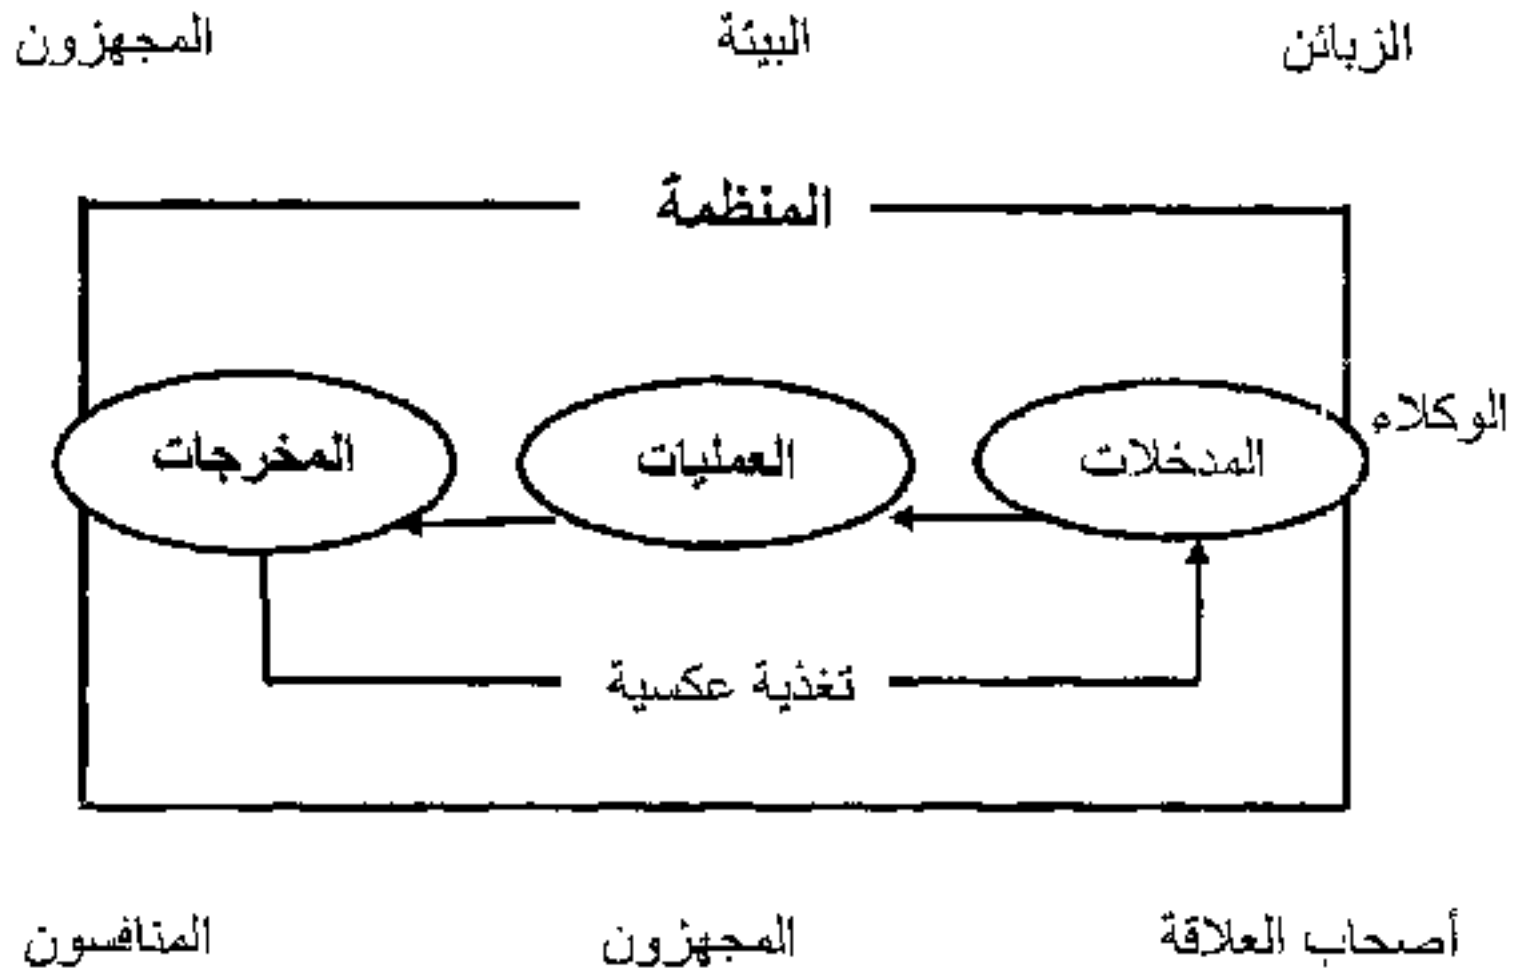 الزبائن
البيئة
المجهزون
المنظمة
الوكلاء
المدخلات
العمليات
المخرجات
تغذية عكسية
أصحاب العلاقة
المجهزون
المنافسون